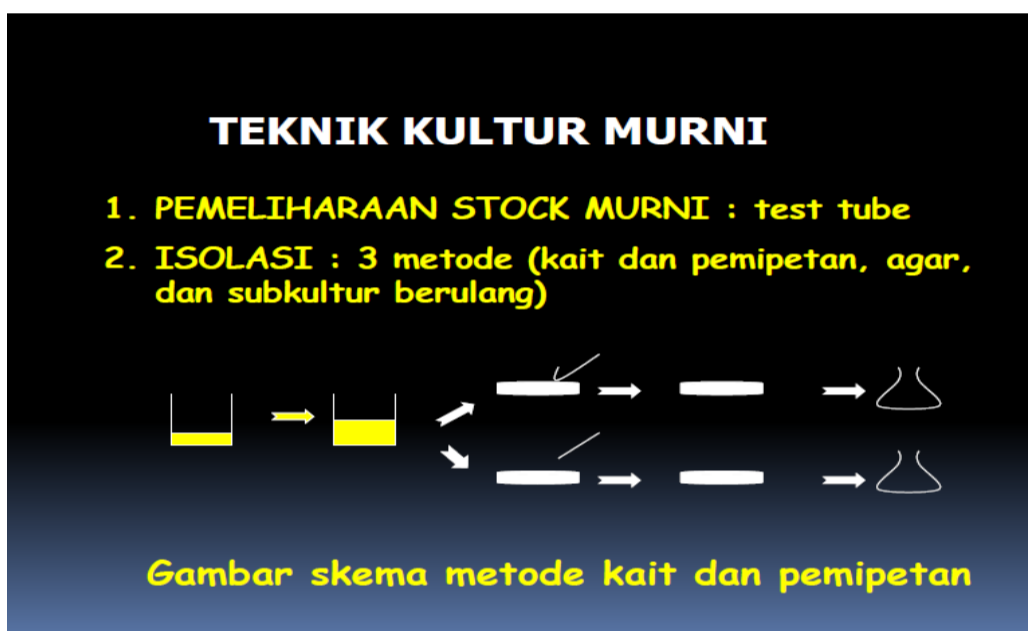 TEKNIK KULTUR MURNI
1. PEMELIHARAAN STOCK MURNI : test tube
2. ISOLASI : 3 metode (kait dan pemipetan, agar,
dan subkultur berulang)
Gambar skema metode kait dan pemipetan